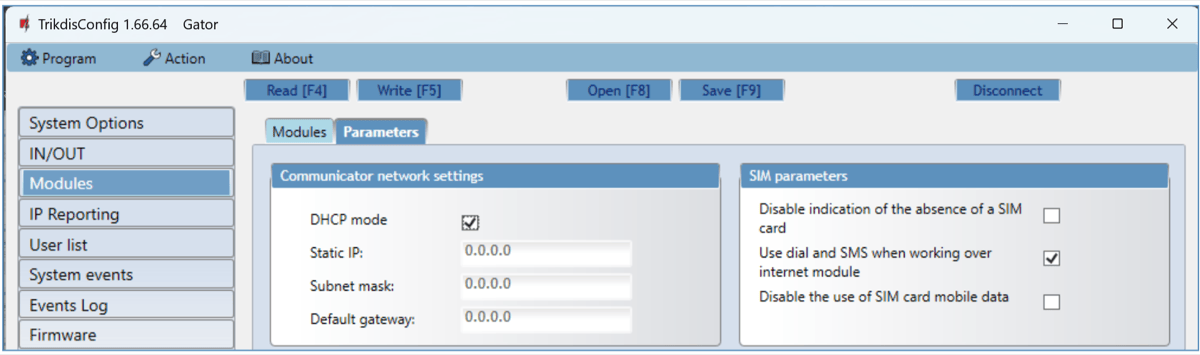 TrikdisConfig 1.66.64 Gator
Program Action About
Read [F4] Write [F5] Open [F8] Save [F9] Disconnect
System Options
IN/OUT
Modules
IP Reporting
User list
System events
Events Log
Firmware
Modules Parameters
Communicator network settings
DHCP mode
Static IP: 0.0.0.0
Subnet mask: 0.0.0.0
Default gateway: 0.0.0.0
SIM parameters
Disable indication of the absence of a SIM
card
Use dial and SMS when working over
internet module
Disable the use of SIM card mobile data